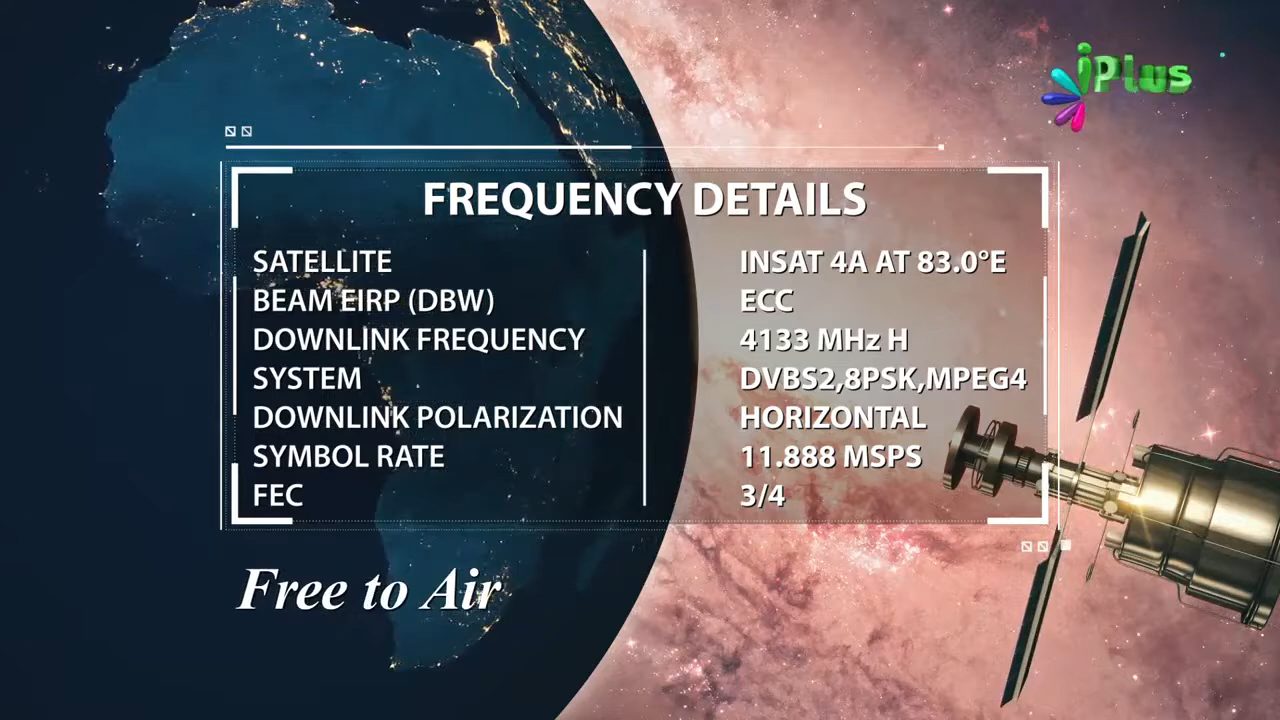 iPlus
FREQUENCY DETAILS
SATELLITE INSAT 4A AT 83.0°E
BEAM EIRP (DBW) ECC
DOWNLINK FREQUENCY 4133 MHz H
SYSTEM DVBS2,8PSK,MPEG4
DOWNLINK POLARIZATION HORIZONTAL
SYMBOL RATE 11.888 MSPS
FEC 3/4
Free to Air